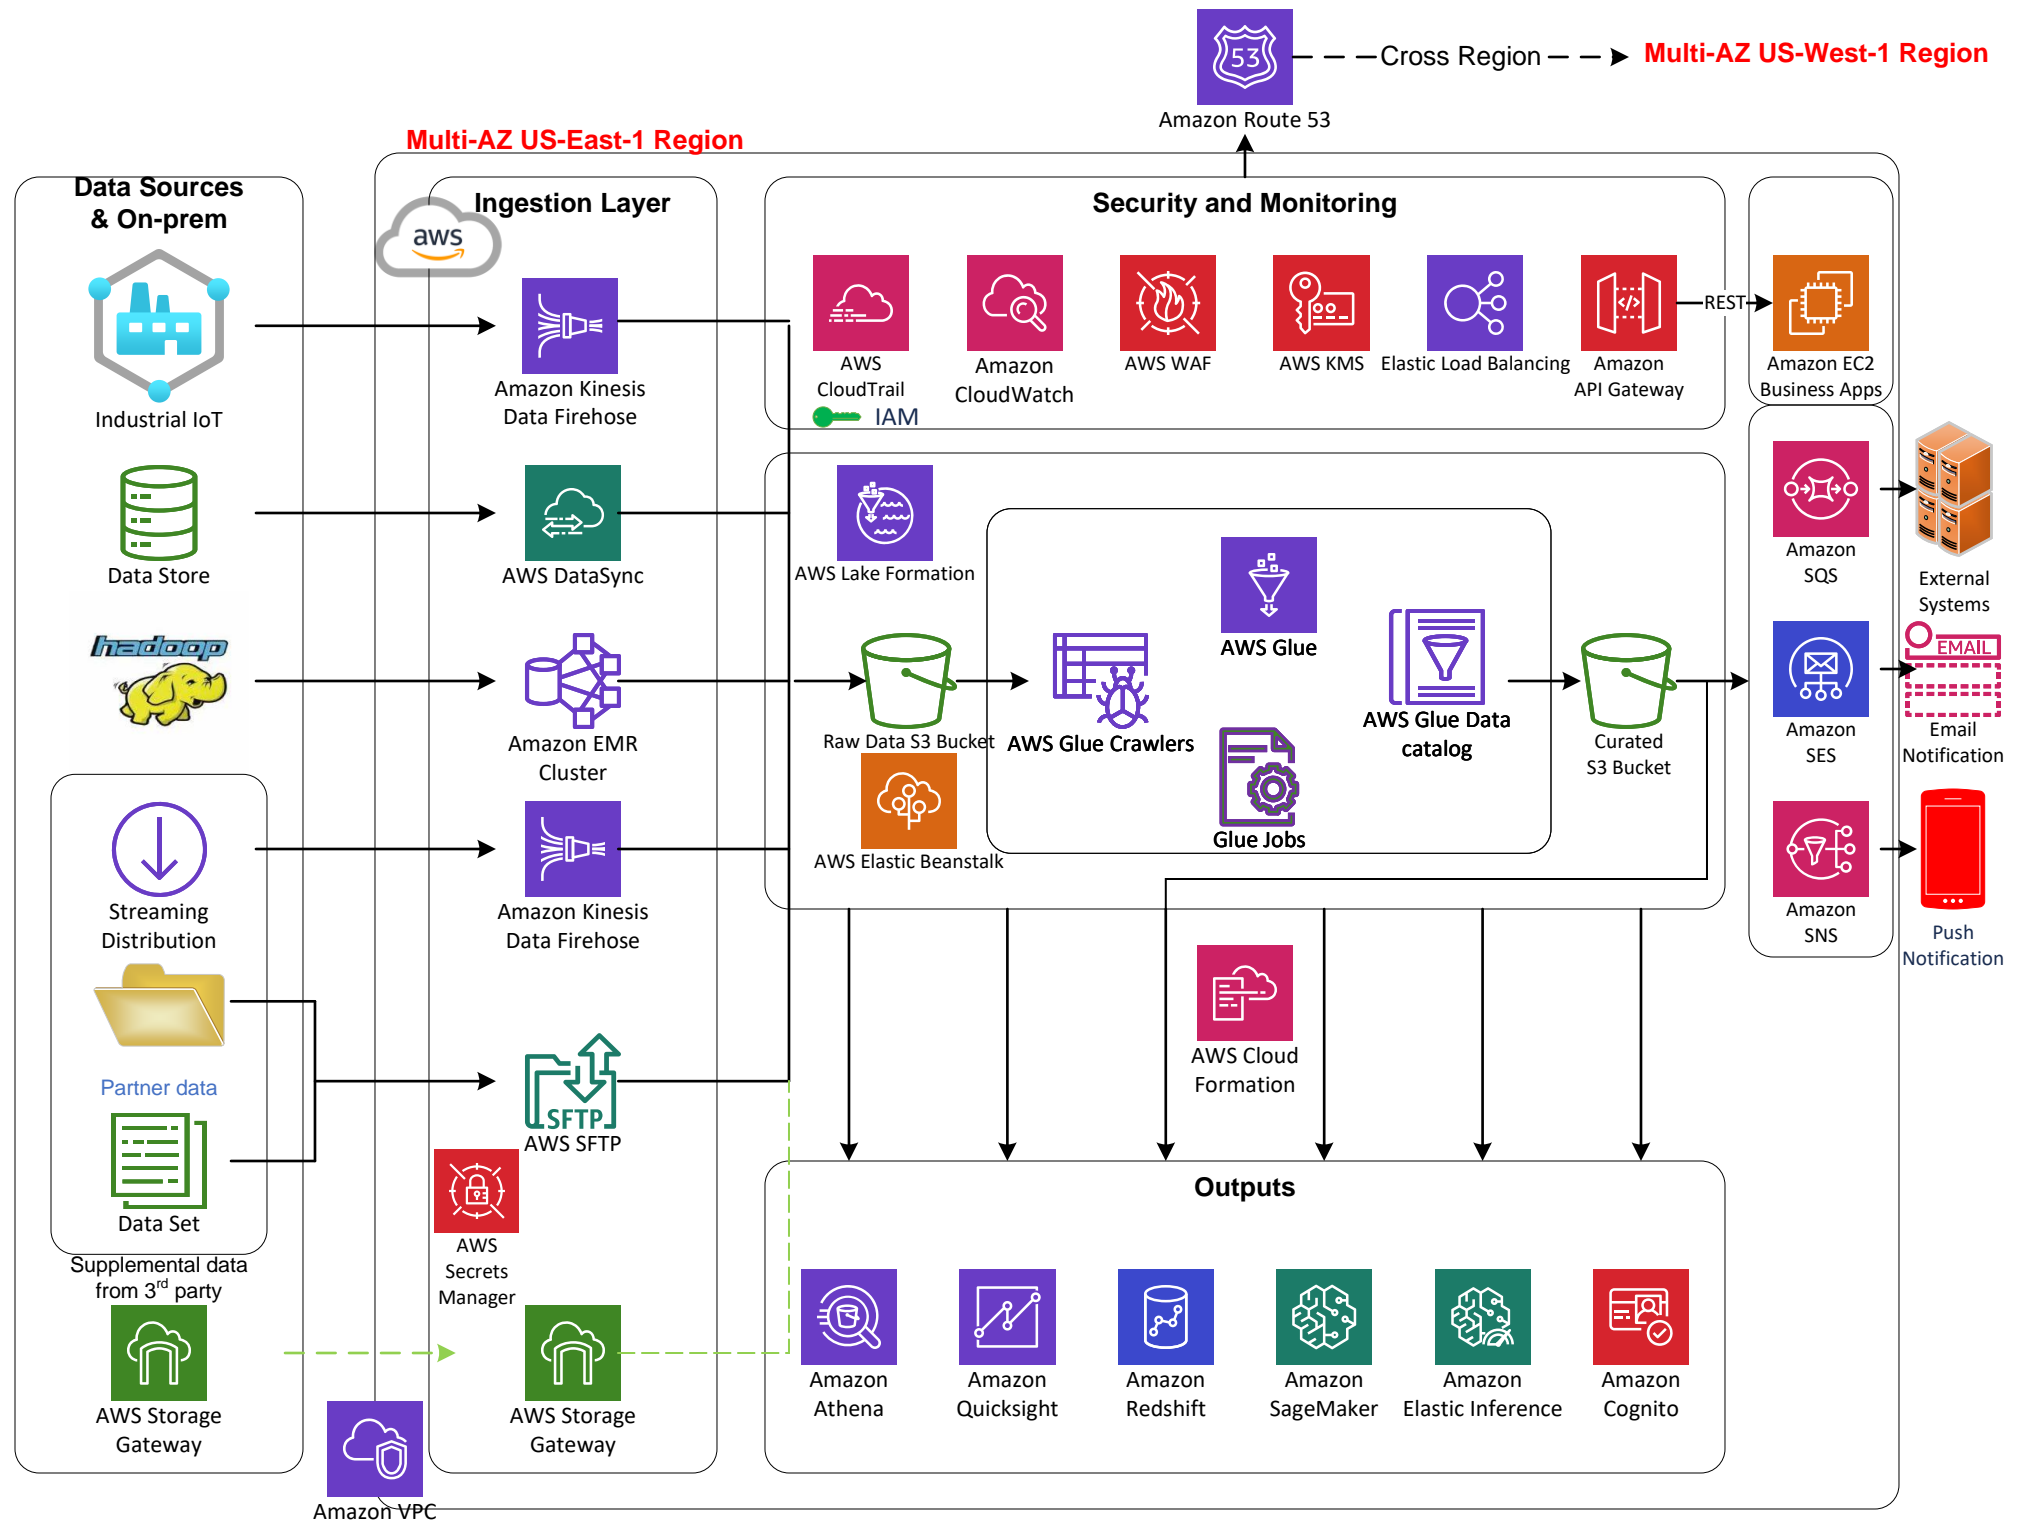 53
Cross Region
Multi-AZ US-West-1 Region
Amazon Route 53
Multi-AZ US-East-1 Region
Data Sources
& On-prem
Industrial IoT
Data Store
hadoop
Streaming
Distribution
Partner data
Data Set
Supplemental data
from 3rd party
AWS Storage
Gateway
Amazon VPC
aws
Ingestion Layer
Amazon Kinesis
Data Firehose
AWS DataSync
Amazon EMR
Cluster
Amazon Kinesis
Data Firehose
SFTP
AWS SFTP
AWS
Secrets
Manager
AWS Storage
Gateway
Security and Monitoring
AWS
CloudTrail
Amazon
CloudWatch
AWS WAF
AWS KMS
Elastic Load Balancing
Amazon
API Gateway
IAM
REST
Amazon EC2
Business Apps
AWS Lake Formation
Raw Data S3 Bucket
AWS Elastic Beanstalk
AWS Glue
AWS Glue Crawlers
Glue Jobs
AWS Glue Data
catalog
Curated
S3 Bucket
Amazon
SQS
Amazon
SES
Amazon
SNS
External
Systems
EMAIL
Email
Notification
Push
Notification
AWS Cloud
Formation
Outputs
Amazon
Athena
Amazon
Quicksight
Amazon
Redshift
Amazon
SageMaker
Amazon
Elastic Inference
Amazon
Cognito